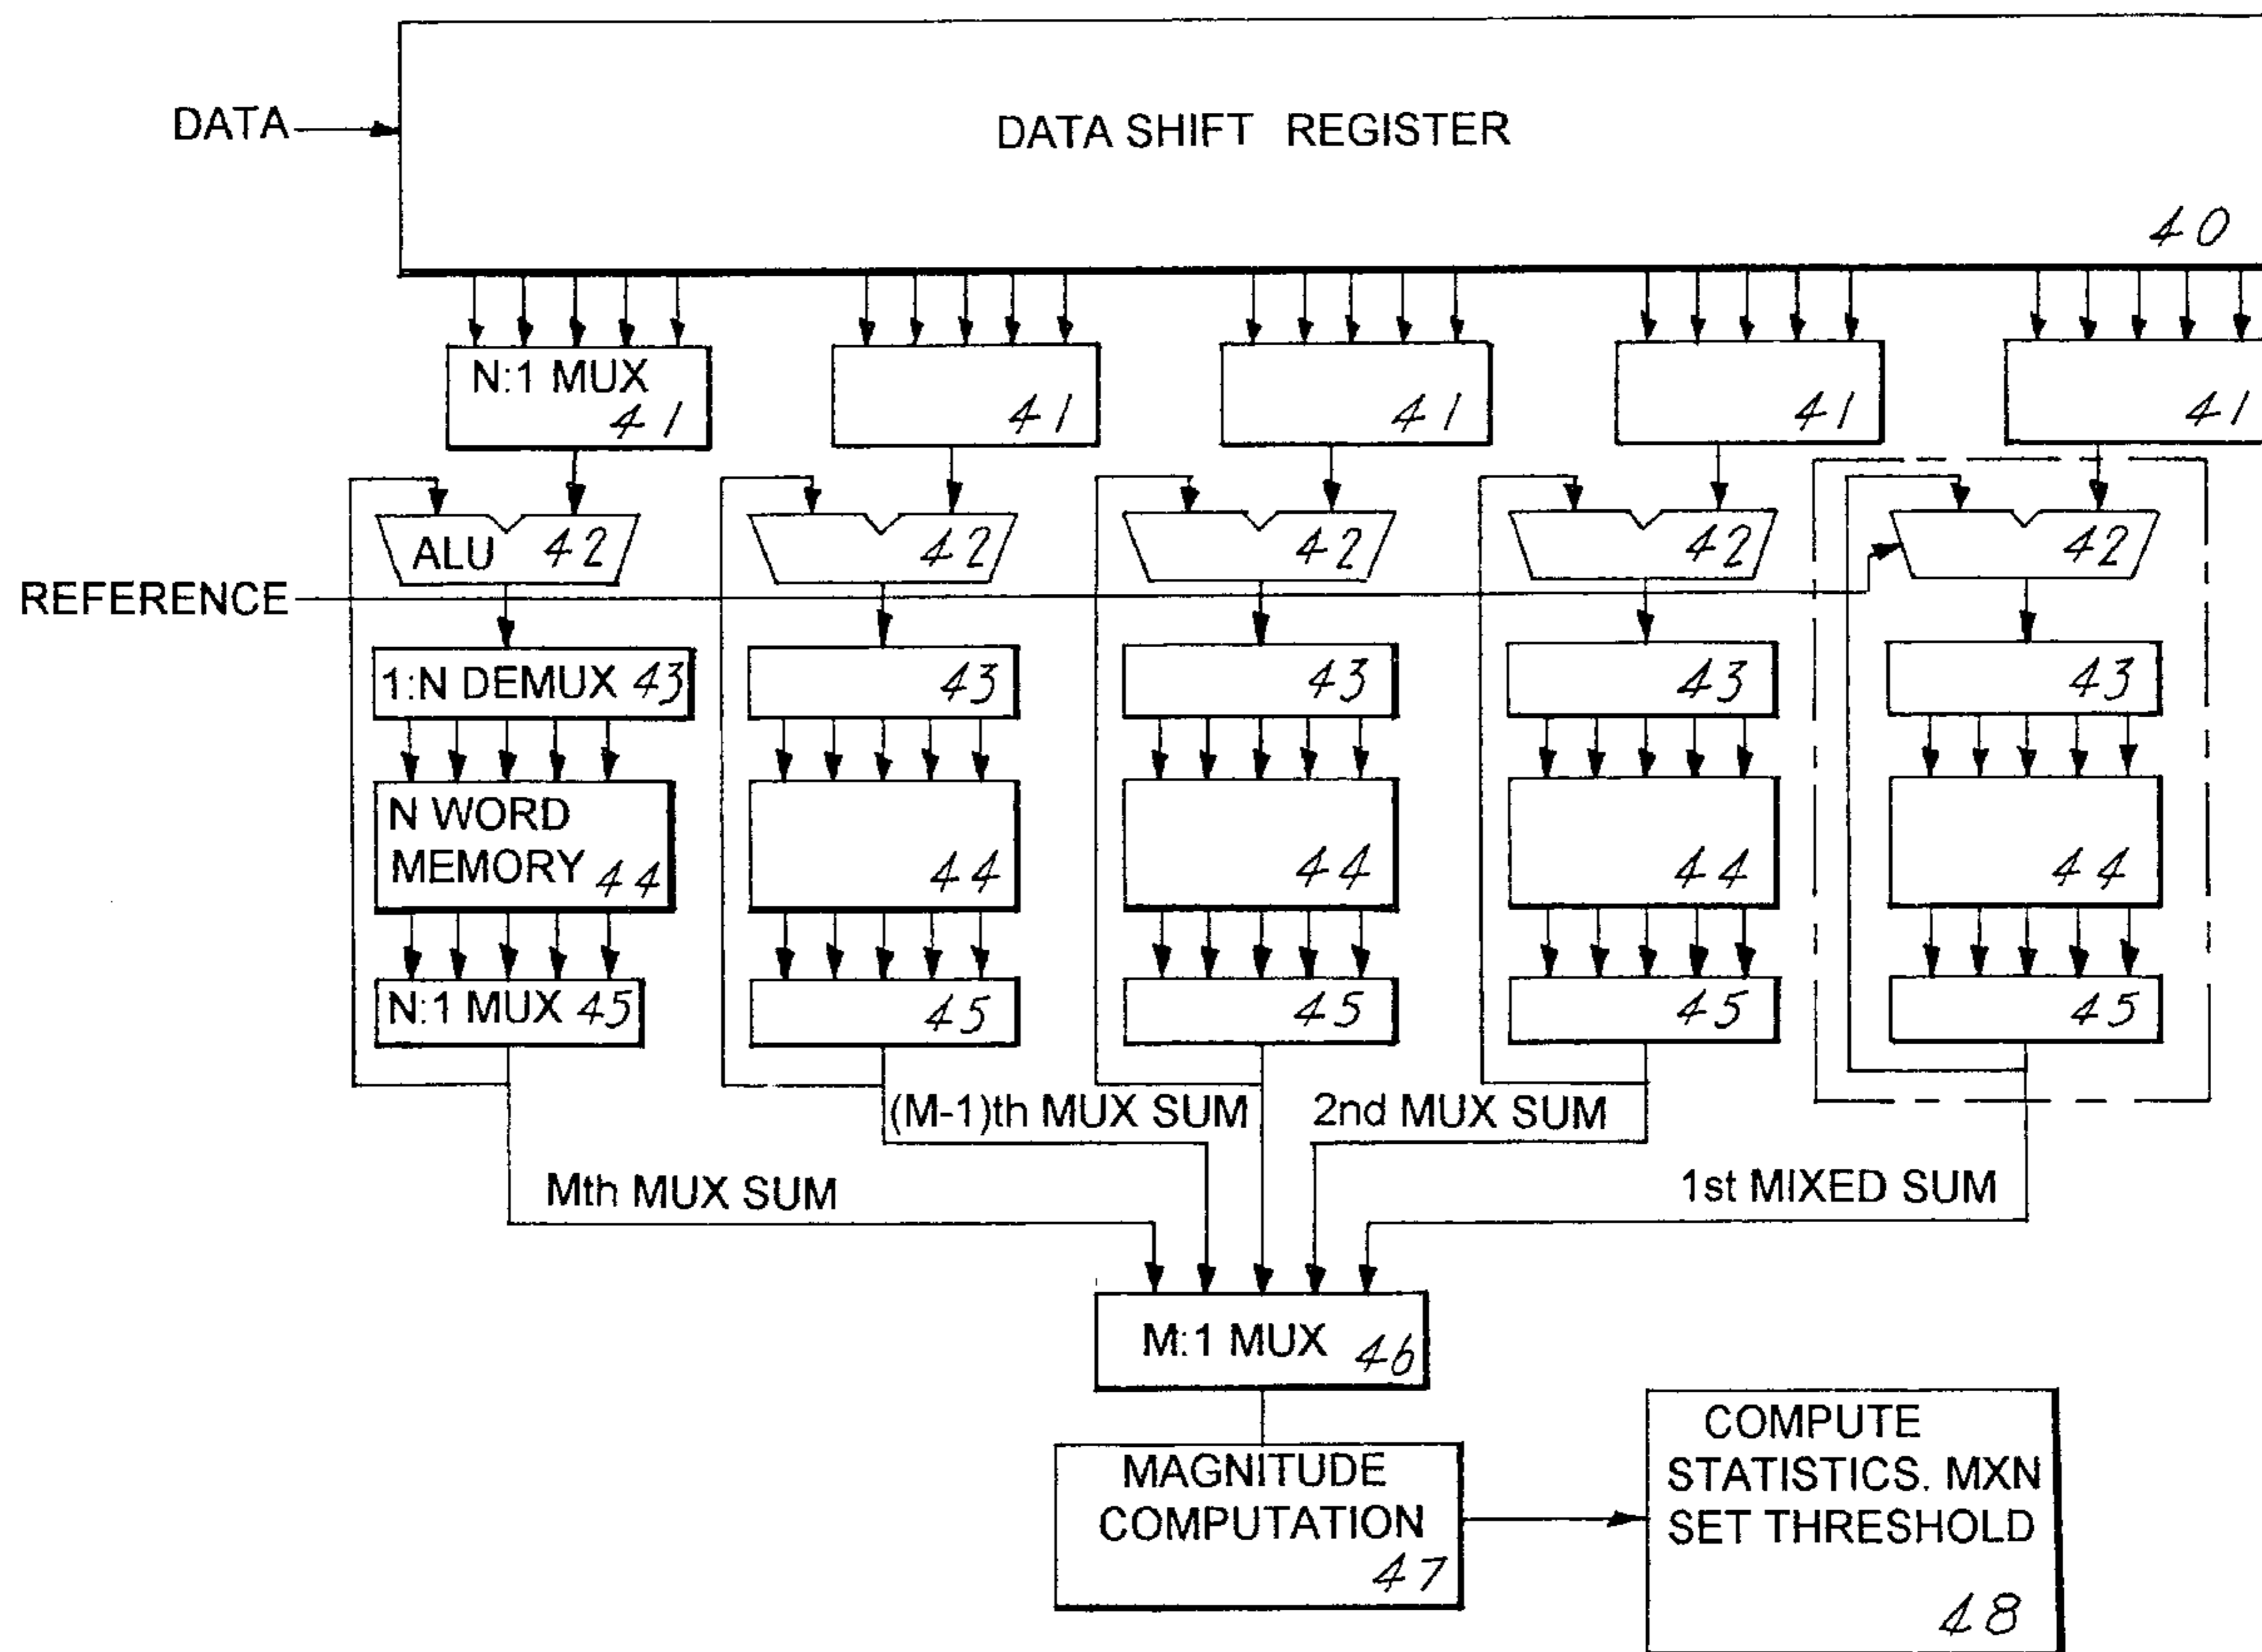 DATA
DATA SHIFT REGISTER
40
N:1 MUX
41
41
41
41
41
ALU 42
42
42
42
42
REFERENCE
1:N DEMUX 43
43
43
43
43
N WORD
MEMORY 44
44
44
44
44
N:1 MUX 45
45
45
45
45
(M-1)th MUX SUM
2nd MUX SUM
Mth MUX SUM
1st MIXED SUM
M:1 MUX 46
MAGNITUDE
COMPUTATION
47
COMPUTE
STATISTICS. MXN
SET THRESHOLD
48